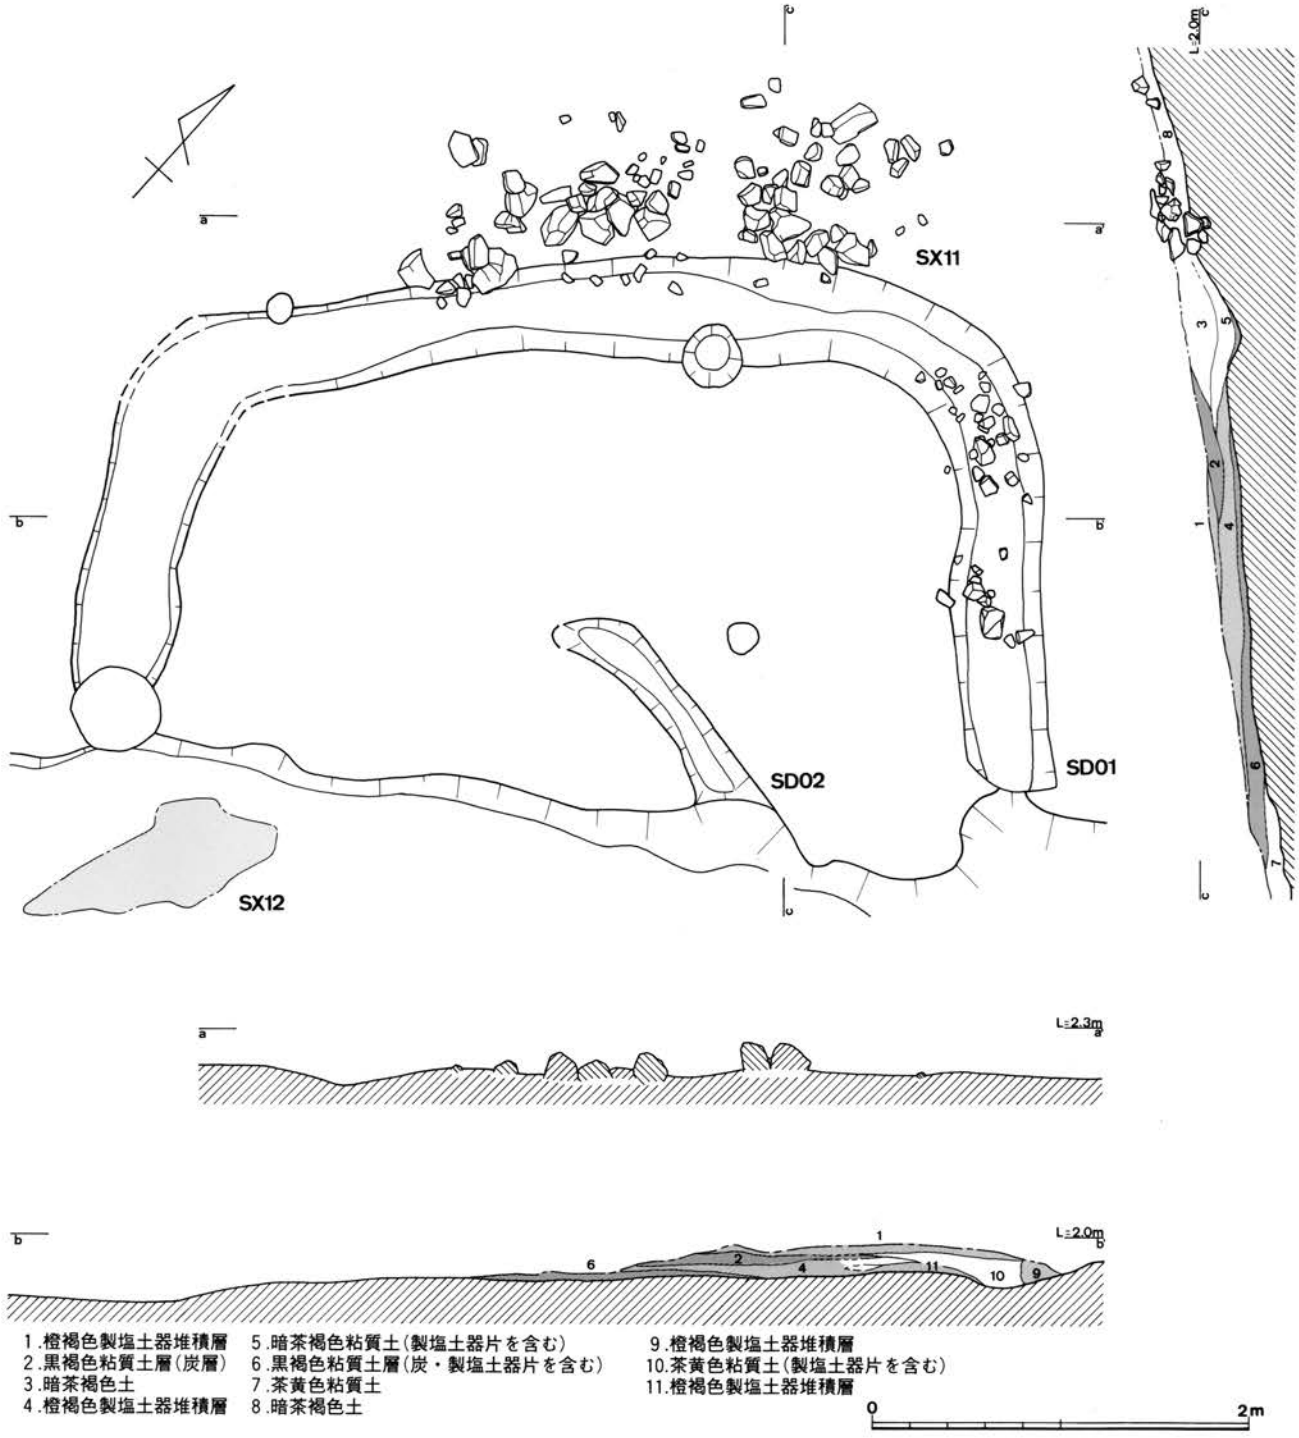 c
L=2.0m
c
a
a'
SX11
8
3
5
2
1
4
6
7
b
b'
SD02
SD01
SX12
c
c
a
L=2.3m
a'
b
L=2.0m
b'
1
2
6
4
11
10
9
1.橙褐色製塩土器堆積層
2.黒褐色粘質土層(炭層)
3.暗茶褐色土
4.橙褐色製塩土器堆積層
5.暗茶褐色粘質土(製塩土器片を含む)
6.黒褐色粘質土層(炭・製塩土器片を含む)
7.茶黄色粘質土
8.暗茶褐色土
9.橙褐色製塩土器堆積層
10.茶黄色粘質土(製塩土器片を含む)
11.橙褐色製塩土器堆積層
0
2m